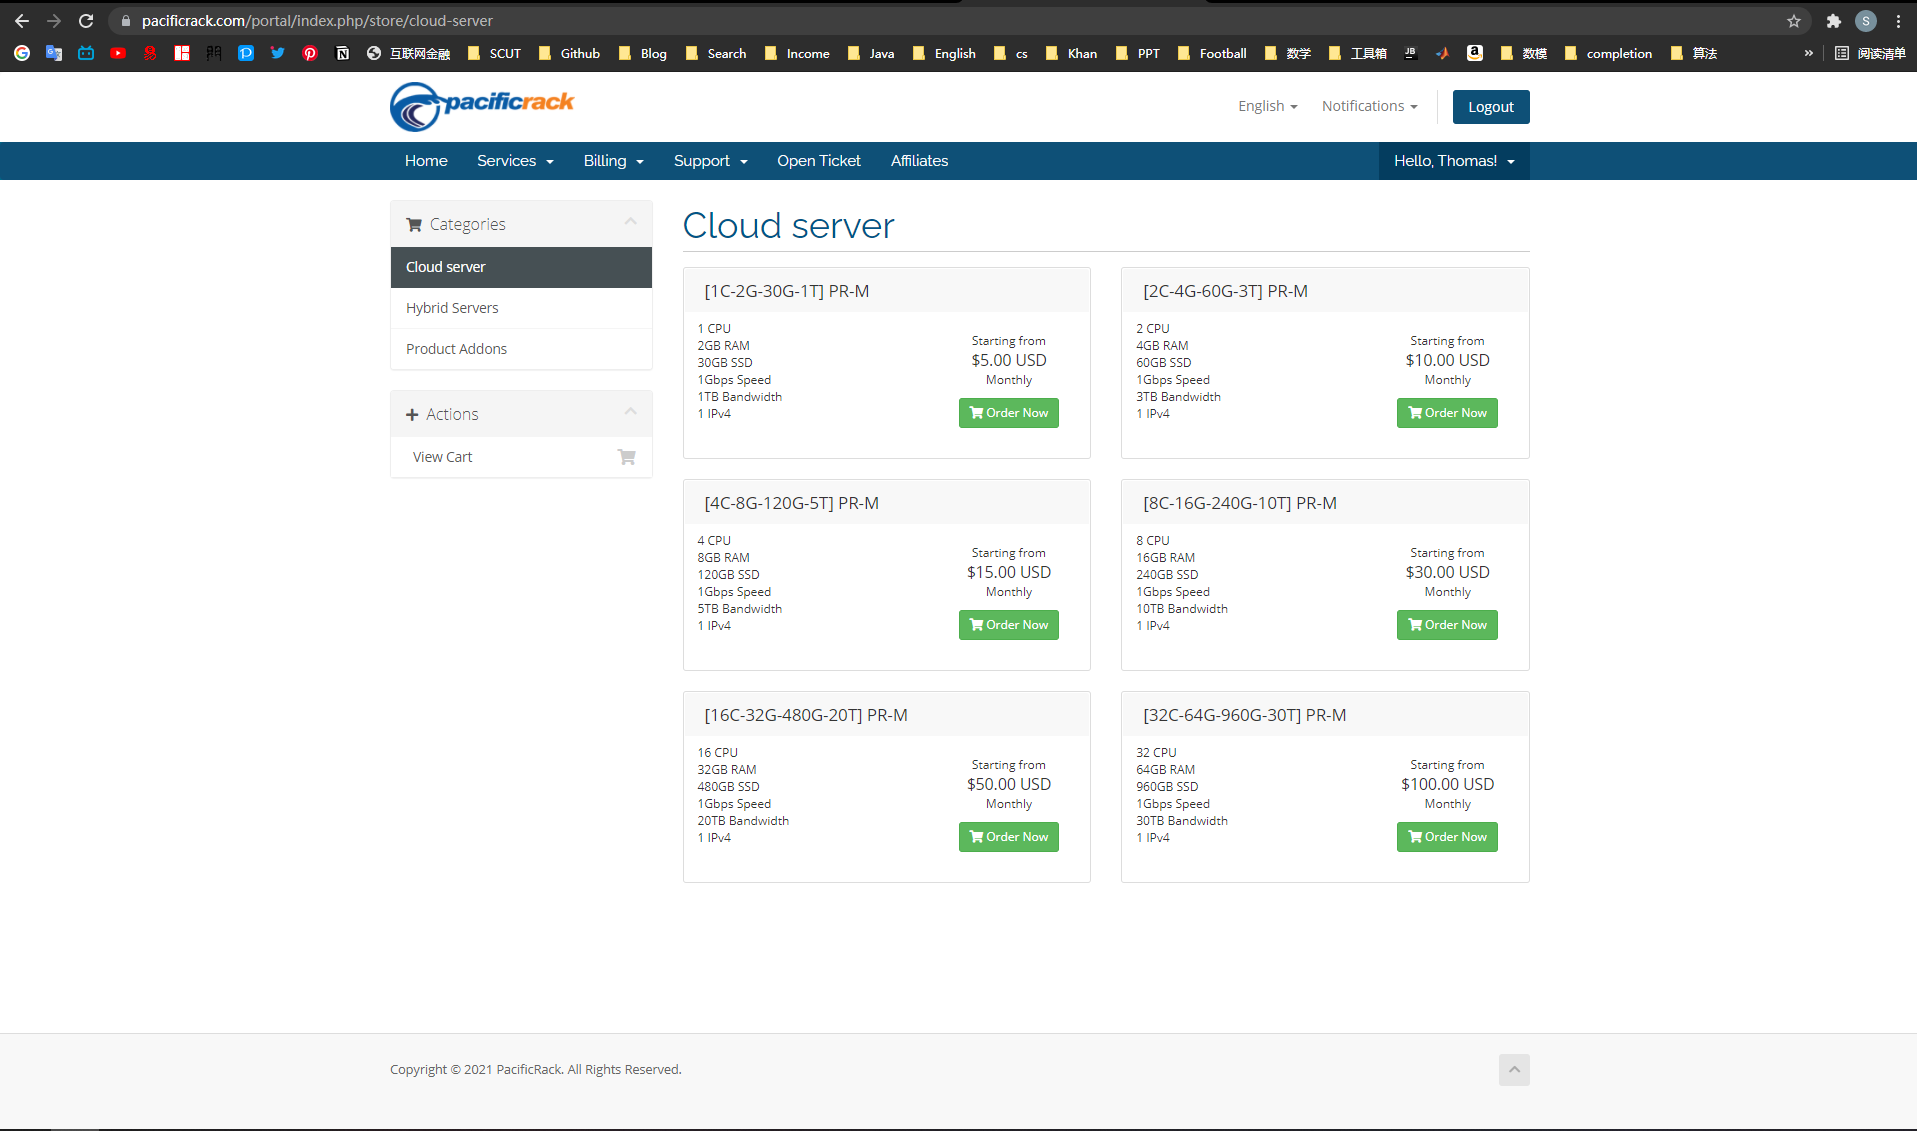 pacificrack.com/portal/index.php/store/cloud-server
S
互联网金融 SCUT Github Blog Search Income Java English cs Khan PPT Football 数学 工具箱 数模 completion 算法 » 阅读清单
pacificrack
English Notifications Logout
Home Services Billing Support Open Ticket Affiliates Hello, Thomas!
Categories
Cloud server
Hybrid Servers
Product Addons
Actions
View Cart
Cloud server
[1C-2G-30G-1T] PR-M
1 CPU
2GB RAM
30GB SSD
1Gbps Speed
1TB Bandwidth
1 IPv4
Starting from
$5.00 USD
Monthly
Order Now
[2C-4G-60G-3T] PR-M
2 CPU
4GB RAM
60GB SSD
1Gbps Speed
3TB Bandwidth
1 IPv4
Starting from
$10.00 USD
Monthly
Order Now
[4C-8G-120G-5T] PR-M
4 CPU
8GB RAM
120GB SSD
1Gbps Speed
5TB Bandwidth
1 IPv4
Starting from
$15.00 USD
Monthly
Order Now
[8C-16G-240G-10T] PR-M
8 CPU
16GB RAM
240GB SSD
1Gbps Speed
10TB Bandwidth
1 IPv4
Starting from
$30.00 USD
Monthly
Order Now
[16C-32G-480G-20T] PR-M
16 CPU
32GB RAM
480GB SSD
1Gbps Speed
20TB Bandwidth
1 IPv4
Starting from
$50.00 USD
Monthly
Order Now
[32C-64G-960G-30T] PR-M
32 CPU
64GB RAM
960GB SSD
1Gbps Speed
30TB Bandwidth
1 IPv4
Starting from
$100.00 USD
Monthly
Order Now
Copyright © 2021 PacificRack. All Rights Reserved.